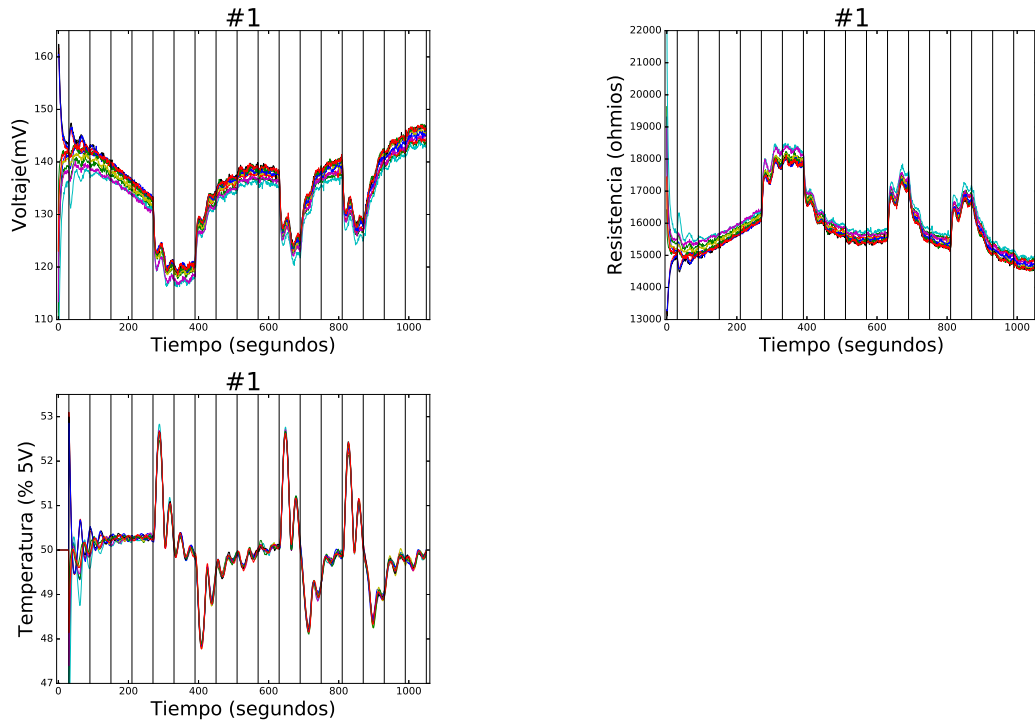 #1
160
150
140
130
120
110
Voltaje(mV)
0 200 400 600 800 1000
Tiempo (segundos)
#1
22000
21000
20000
19000
18000
17000
16000
15000
14000
13000
Resistencia (ohmios)
0 200 400 600 800 1000
Tiempo (segundos)
#1
53
52
51
50
49
48
47
Temperatura (% 5V)
0 200 400 600 800 1000
Tiempo (segundos)